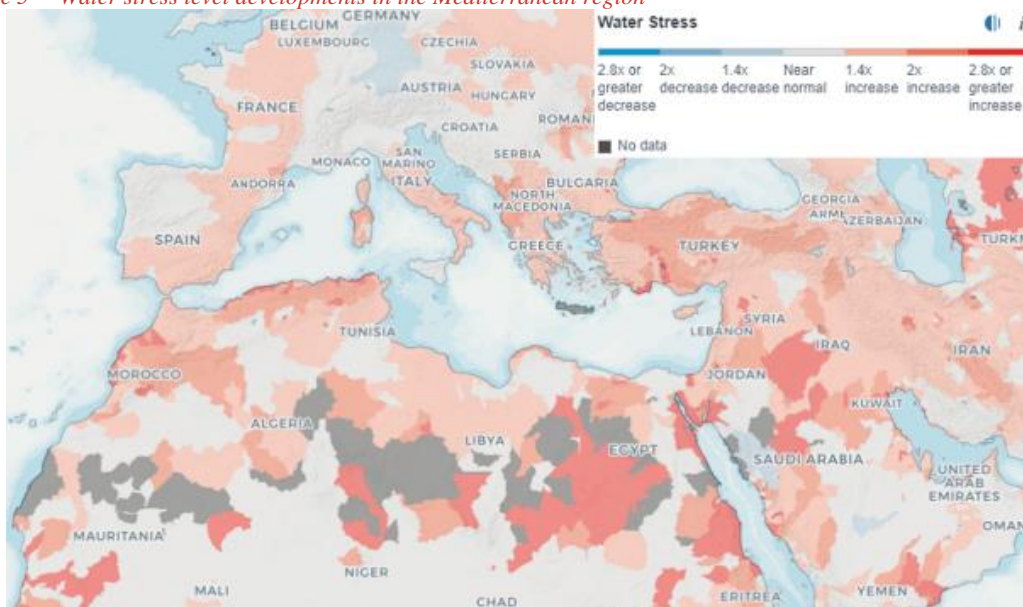 Water stress level developments in the Mediterranean region
Water Stress
2.8x or greater decrease
2x decrease
1.4x decrease
Near normal
1.4x increase
2x increase
2.8x or greater increase
No data
BELGIUM
GERMANY
LUXEMBOURG
CZECHIA
SLOVAKIA
AUSTRIA
HUNGARY
FRANCE
CROATIA
ROMAN
SAN MARINO
SERBIA
MONACO
ITALY
ANDORRA
BULGARIA
NORTH MACEDONIA
GEORGIA
ARME
AZERBAIJAN
SPAIN
GREECE
TURKEY
TURKM
TUNISIA
SYRIA
LEBANON
IRAQ
IRAN
MOROCCO
JORDAN
KUWAIT
ALGERIA
LIBYA
EGYPT
SAUDI ARABIA
UNITED ARAB EMIRATES
OMAN
MAURITANIA
NIGER
MALI
CHAD
ERITREA
YEMEN